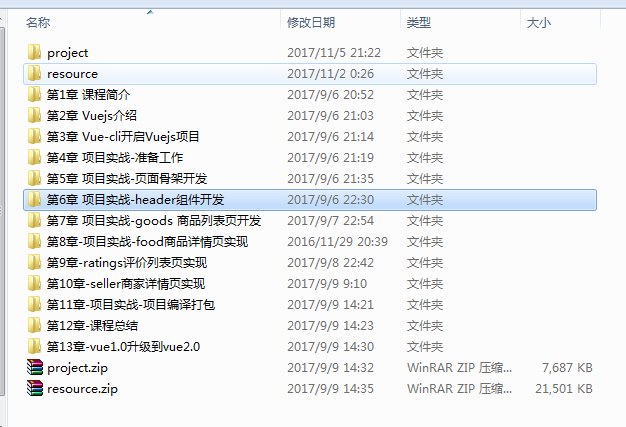 名称 修改日期 类型 大小
project 2017/11/5 21:22 文件夹
resource 2017/11/2 0:26 文件夹
第1章 课程简介 2017/9/6 20:52 文件夹
第2章 Vuejs介绍 2017/9/6 21:03 文件夹
第3章 Vue-cli开启Vuejs项目 2017/9/6 21:14 文件夹
第4章 项目实战-准备工作 2017/9/6 21:19 文件夹
第5章 项目实战-页面骨架开发 2017/9/6 21:35 文件夹
第6章 项目实战-header组件开发 2017/9/6 22:30 文件夹
第7章 项目实战-goods 商品列表页开发 2017/9/7 22:54 文件夹
第8章-项目实战-food商品详情页实现 2016/11/29 20:39 文件夹
第9章-ratings评价列表页实现 2017/9/8 22:42 文件夹
第10章-seller商家详情页实现 2017/9/9 9:10 文件夹
第11章-项目实战-项目编译打包 2017/9/9 14:21 文件夹
第12章-课程总结 2017/9/9 14:23 文件夹
第13章-vue1.0升级到vue2.0 2017/9/9 14:30 文件夹
project.zip 2017/9/9 14:32 WinRAR ZIP 压缩... 7,687 KB
resource.zip 2017/9/9 14:35 WinRAR ZIP 压缩... 21,501 KB